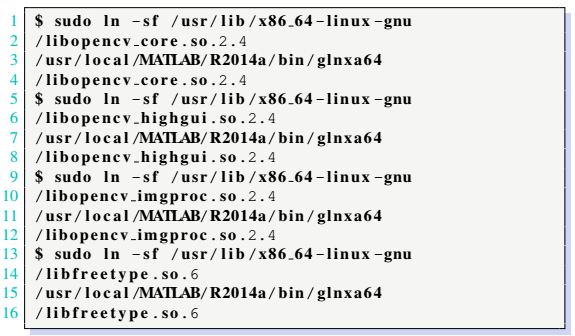 1 $ sudo ln -sf /usr/lib/x86_64-linux-gnu
2 /libopencv_core.so.2.4
3 /usr/local/MATLAB/R2014a/bin/glnxa64
4 /libopencv_core.so.2.4
5 $ sudo ln -sf /usr/lib/x86_64-linux-gnu
6 /libopencv_highgui.so.2.4
7 /usr/local/MATLAB/R2014a/bin/glnxa64
8 /libopencv_highgui.so.2.4
9 $ sudo ln -sf /usr/lib/x86_64-linux-gnu
10 /libopencv_imgproc.so.2.4
11 /usr/local/MATLAB/R2014a/bin/glnxa64
12 /libopencv_imgproc.so.2.4
13 $ sudo ln -sf /usr/lib/x86_64-linux-gnu
14 /libfreetype.so.6
15 /usr/local/MATLAB/R2014a/bin/glnxa64
16 /libfreetype.so.6